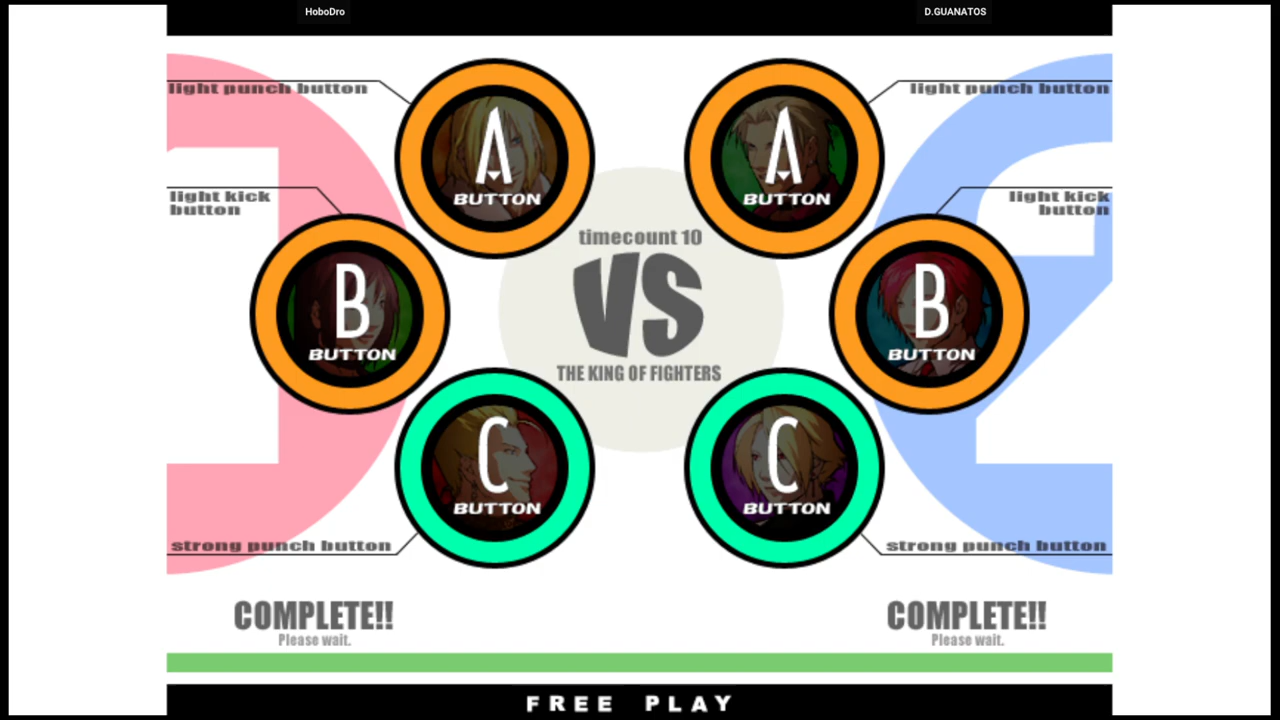 HoboDro
D.GUANATOS
light punch button
light punch button
A
BUTTON
A
BUTTON
light kick
button
light kick
button
B
BUTTON
timecount 10
VS
THE KING OF FIGHTERS
B
BUTTON
C
BUTTON
C
BUTTON
strong punch button
strong punch button
COMPLETE!!
Please wait.
COMPLETE!!
Please wait.
FREE PLAY
1
2